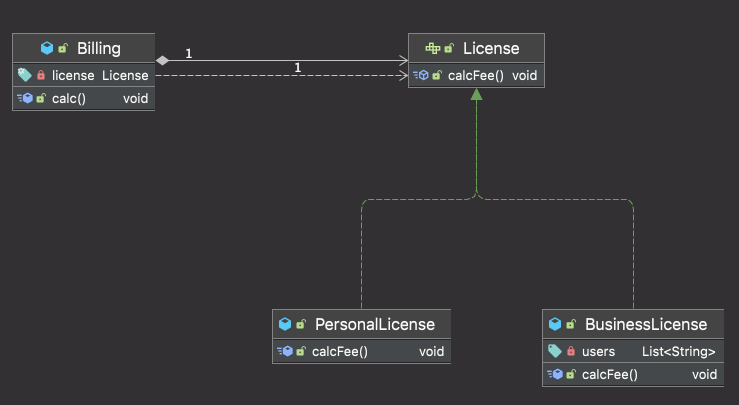 Billing
license License
calc() void
1
1
License
calcFee() void
PersonalLicense
calcFee() void
BusinessLicense
users List<String>
calcFee() void